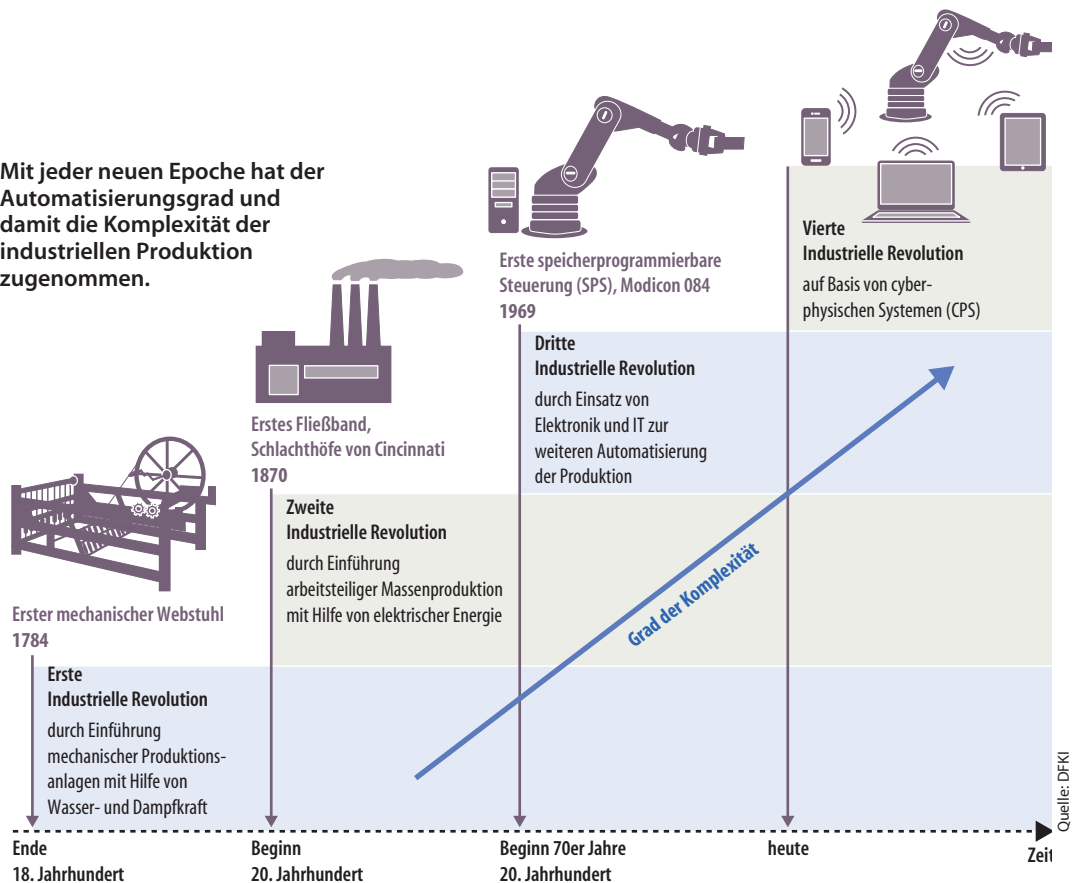 Mit jeder neuen Epoche hat der
Automatisierungsgrad und
damit die Komplexität der
industriellen Produktion
zugenommen.
Erster mechanischer Webstuhl
1784
Erste
Industrielle Revolution
durch Einführung
mechanischer Produktions-
anlagen mit Hilfe von
Wasser- und Dampfkraft
Erstes Fließband,
Schlachthöfe von Cincinnati
1870
Zweite
Industrielle Revolution
durch Einführung
arbeitsteiliger Massenproduktion
mit Hilfe von elektrischer Energie
Erste speicherprogrammierbare
Steuerung (SPS), Modicon 084
1969
Dritte
Industrielle Revolution
durch Einsatz von
Elektronik und IT zur
weiteren Automatisierung
der Produktion
Vierte
Industrielle Revolution
auf Basis von cyber-
physischen Systemen (CPS)
Grad der Komplexität
Ende
18. Jahrhundert
Beginn
20. Jahrhundert
Beginn 70er Jahre
20. Jahrhundert
heute
Zeit
Quelle: DFKI